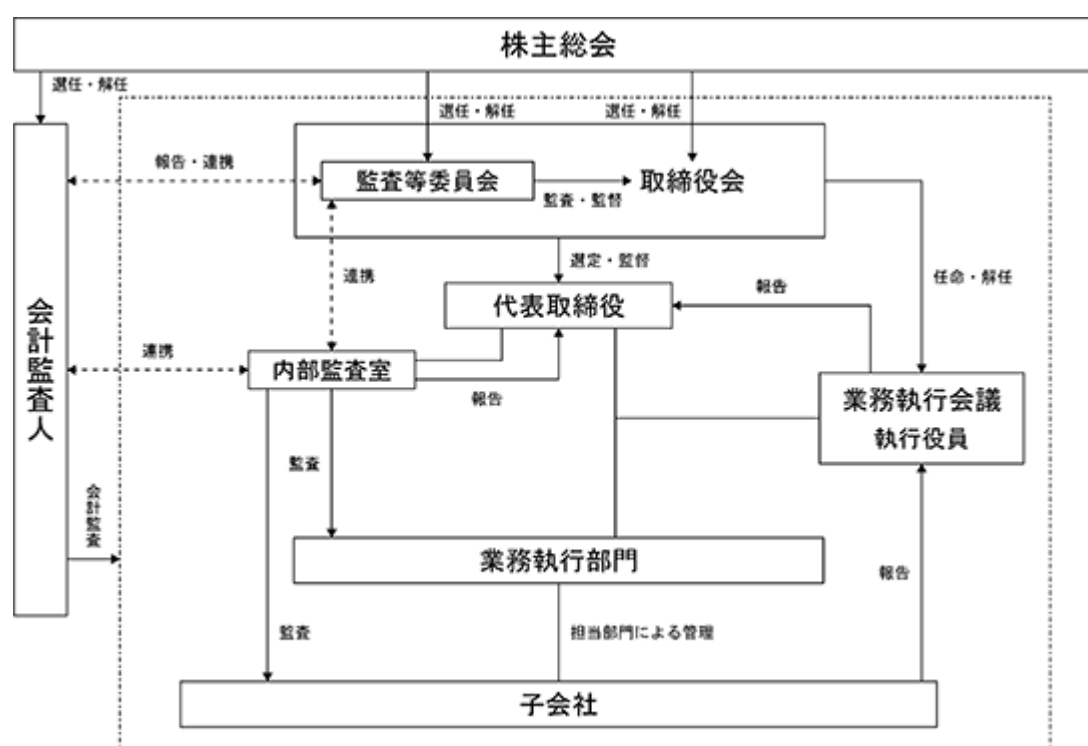 株主総会
選任・解任
選任・解任
選任・解任
報告・連携
監査等委員会
取締役会
監査・監督
選定・監督
連携
任命・解任
代表取締役
報告
会計監査人
連携
内部監査室
報告
業務執行会議
執行役員
監査
会計監査
業務執行部門
報告
監査
担当部門による管理
子会社